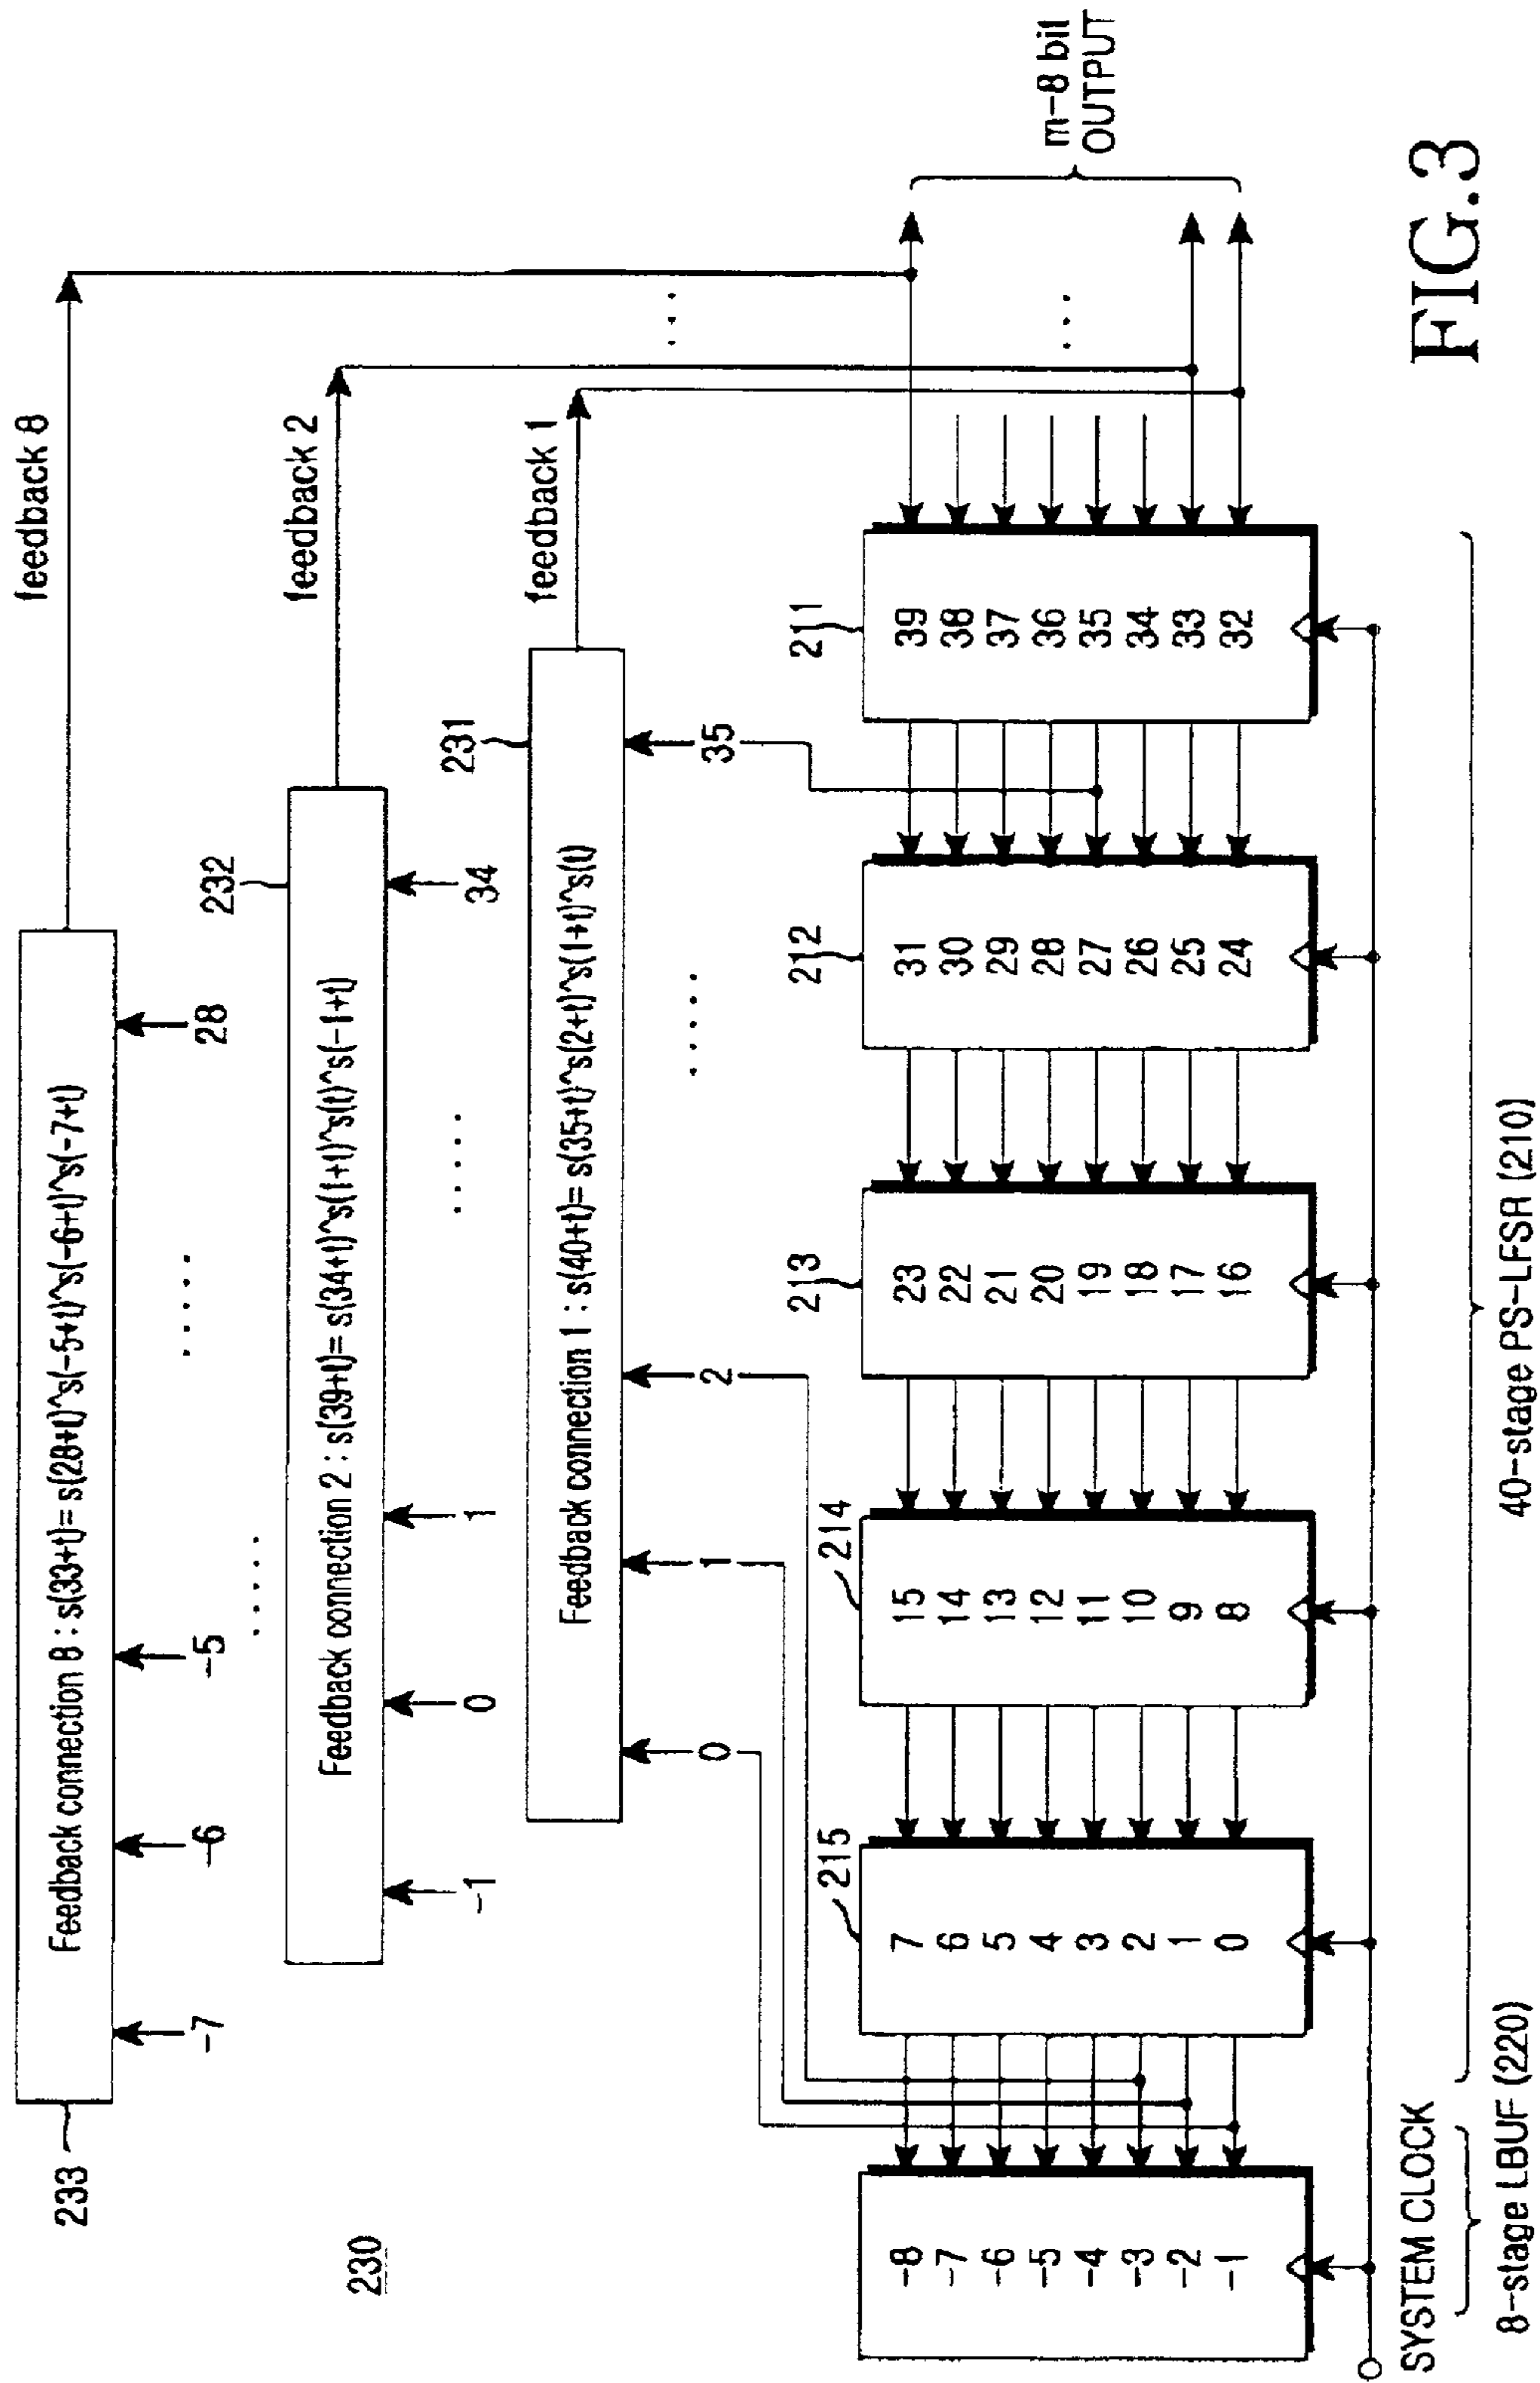 feedback 8
233
Feedback connection 8 : s(33+t)= s(28+t)^s(-5+t)^s(-6+t)^s(-7+t)
-7
-6
-5
28
.....
.....
feedback 2
232
230
Feedback connection 2 : s(39+t)= s(34+t)^s(1+t)^s(t)^s(-1+t)
-1
0
1
34
.....
feedback 1
231
Feedback connection 1 : s(40+t)= s(35+t)^s(2+t)^s(1+t)^s(t)
0
1
2
35
.....
...
...
215
214
213
212
211
-8 7 15 23 31 39
-7 6 14 22 30 38
-6 5 13 21 29 37
-5 4 12 20 28 36
-4 3 11 19 27 35
-3 2 10 18 26 34
-2 1 9 17 25 33
-1 0 8 16 24 32
m-8 bit
OUTPUT
SYSTEM CLOCK
8-stage LBUF (220)
40-stage PS-LFSR (210)
FIG.3